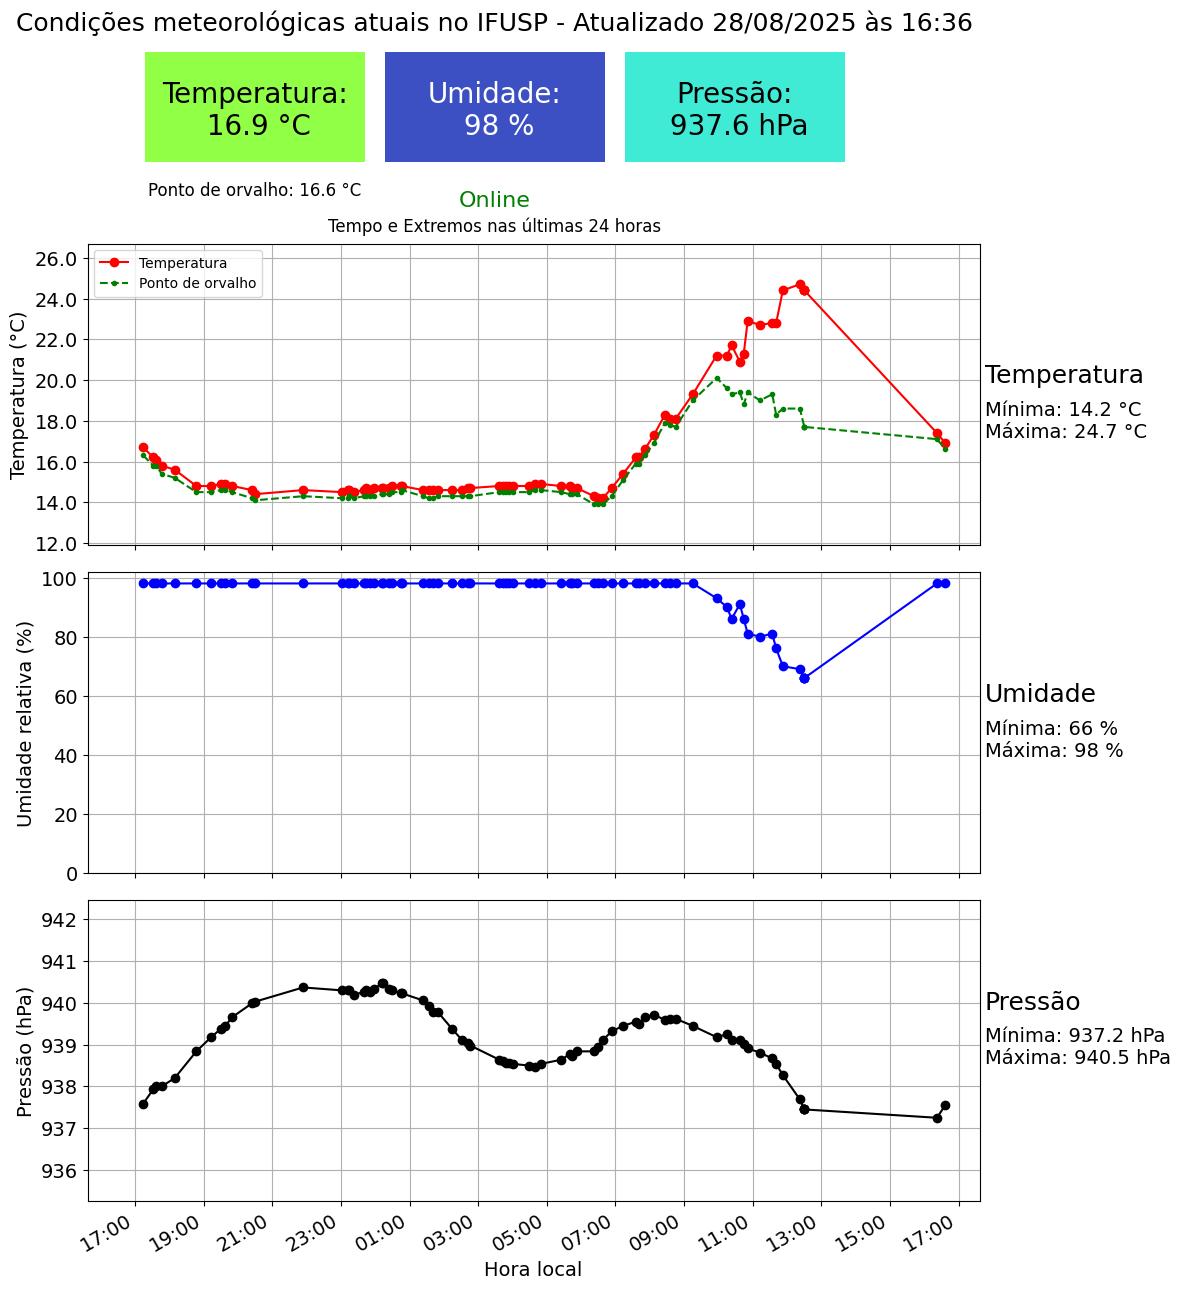 Condições meteorológicas atuais no IFUSP - Atualizado 28/08/2025 às 16:36
Temperatura:
16.9 °C
Umidade:
98 %
Pressão:
937.6 hPa
Ponto de orvalho: 16.6 °C
Online
Tempo e Extremos nas últimas 24 horas
Temperatura (°C)
26.0
24.0
22.0
20.0
18.0
16.0
14.0
12.0
Temperatura
Ponto de orvalho
Temperatura
Mínima: 14.2 °C
Máxima: 24.7 °C
Umidade relativa (%)
100
80
60
40
20
0
Umidade
Mínima: 66 %
Máxima: 98 %
Pressão (hPa)
942
941
940
939
938
937
936
Pressão
Mínima: 937.2 hPa
Máxima: 940.5 hPa
17:00 19:00 21:00 23:00 01:00 03:00 05:00 07:00 09:00 11:00 13:00 15:00 17:00
Hora local